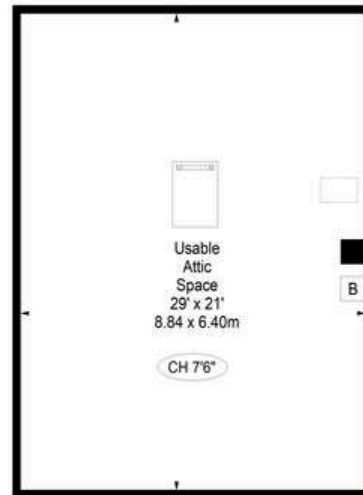 Usable
Attic
Space
29' x 21'
8.84 x 6.40m
B
CH 7'6"